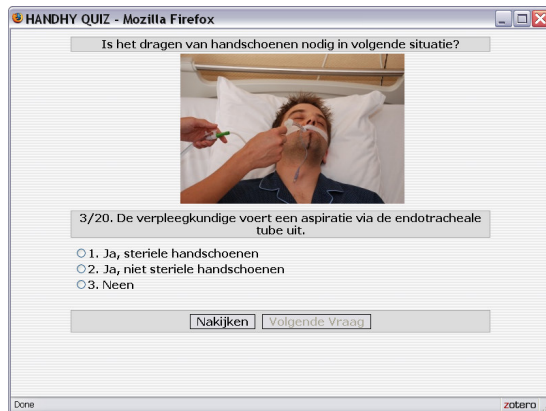 HANDHY QUIZ - Mozilla Firefox
Is het dragen van handschoenen nodig in volgende situatie?
3/20. De verpleegkundige voert een aspiratie via de endotracheale
tube uit.
1. Ja, steriele handschoenen
2. Ja, niet steriele handschoenen
3. Neen
Nakijken Volgende Vraag
Done zotero